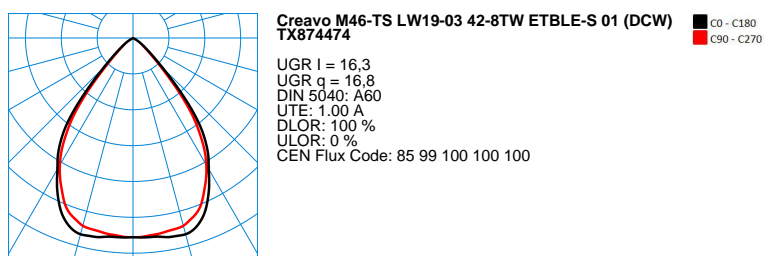 Creavo M46-TS LW19-03 42-8TW ETBLE-S 01 (DCW)
TX874474
UGR l = 16,3
UGR q = 16,8
DIN 5040: A60
UTE: 1.00 A
DLOR: 100 %
ULOR: 0 %
CEN Flux Code: 85 99 100 100 100
C0 - C180
C90 - C270